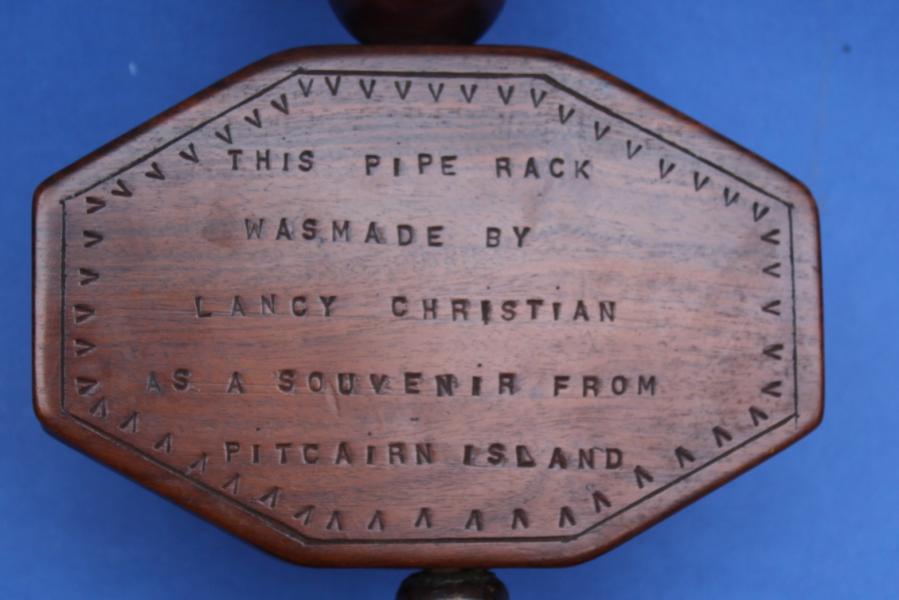 THIS PIPE RACK
WASMADE BY
LANCY CHRISTIAN
AS A SOUVENIR FROM
PITCAIRN ISLAND